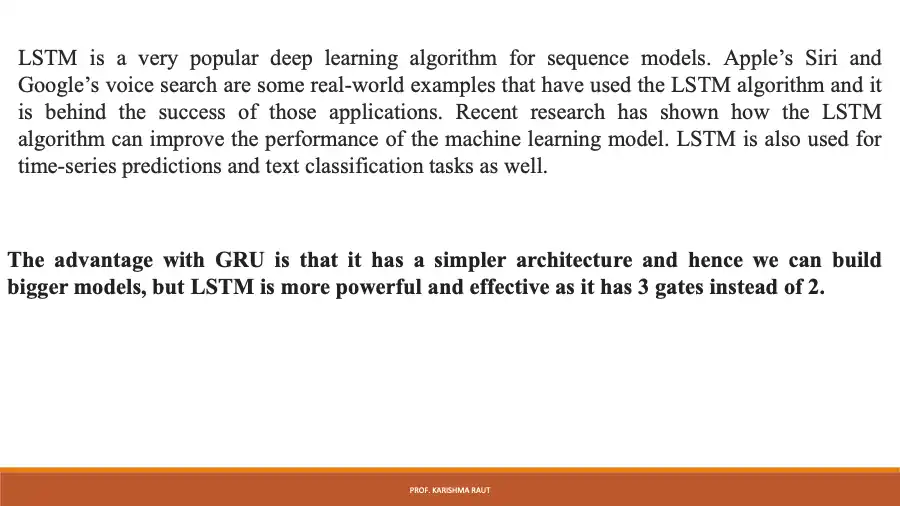 LSTM is a very popular deep learning algorithm for sequence models. Apple’s Siri and
Google’s voice search are some real-world examples that have used the LSTM algorithm and it
is behind the success of those applications. Recent research has shown how the LSTM
algorithm can improve the performance of the machine learning model. LSTM is also used for
time-series predictions and text classification tasks as well.
The advantage with GRU is that it has a simpler architecture and hence we can build
bigger models, but LSTM is more powerful and effective as it has 3 gates instead of 2.
PROF. KARISHMA RAUT